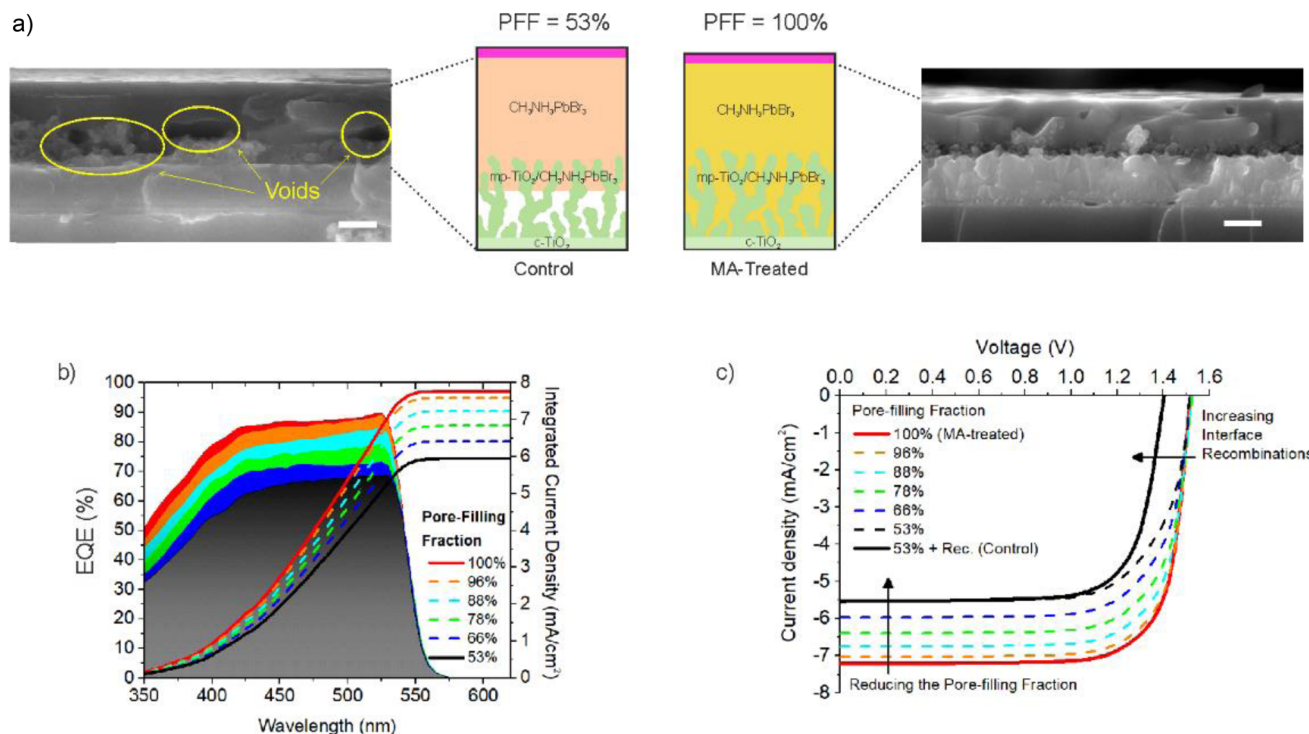 a)
PFF = 53%
PFF = 100%
Voids
CH₃NH₃PbBr₃
mp-TiO₂/CH₃NH₃PbBr₃
c-TiO₂
Control
CH₃NH₃PbBr₃
mp-TiO₂/CH₃NH₃PbBr₃
c-TiO₂
MA-Treated
b)
EQE (%)
100
90
80
70
60
50
40
30
20
10
0
350
400
450
500
550
600
Wavelength (nm)
8
7
6
5
4
3
2
1
0
Integrated Current Density (mA/cm²)
Pore-Filling
Fraction
100%
96%
88%
78%
66%
53%
c)
Voltage (V)
0.0
0.2
0.4
0.6
0.8
1.0
1.2
1.4
1.6
Current density (mA/cm²)
0
-1
-2
-3
-4
-5
-6
-7
-8
Pore-filling Fraction
100% (MA-treated)
96%
88%
78%
66%
53%
53% + Rec. (Control)
Increasing
Interface
Recombinations
Reducing the Pore-filling Fraction